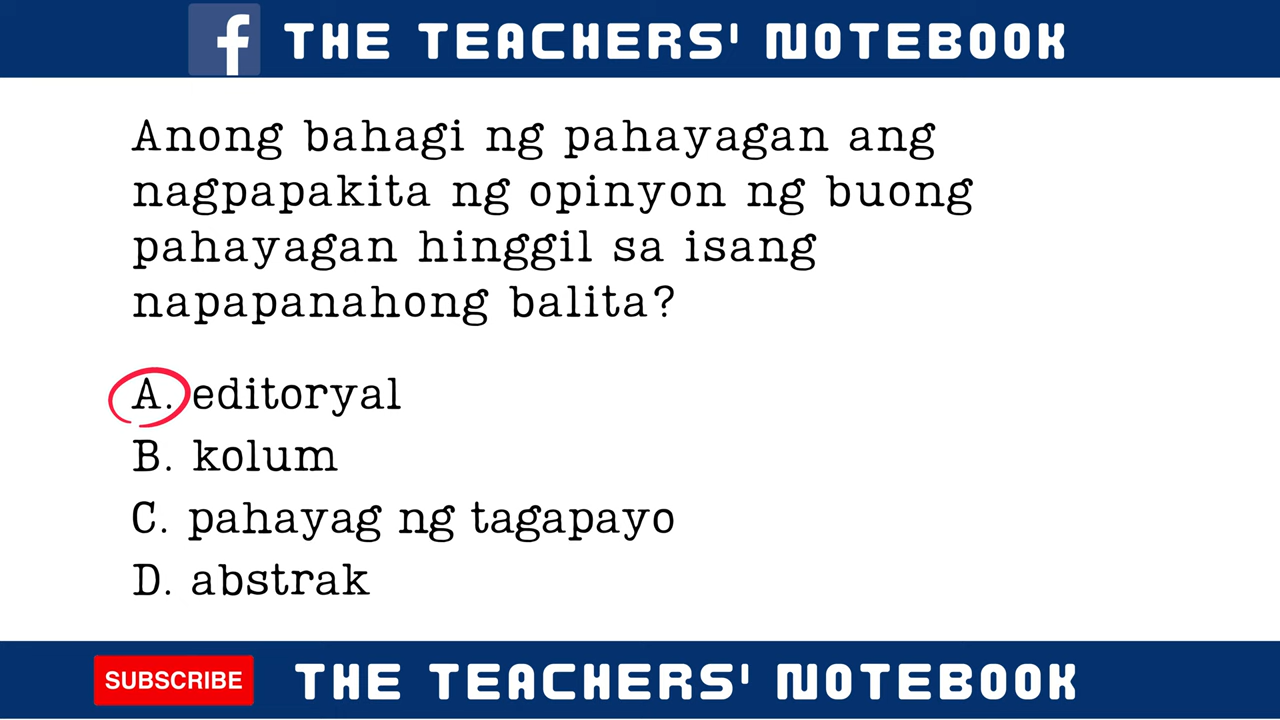 THE TEACHERS' NOTEBOOK
Anong bahagi ng pahayagan ang
nagpapakita ng opinyon ng buong
pahayagan hinggil sa isang
napapanahong balita?
A. editoryal
B. kolum
C. pahayag ng tagapayo
D. abstrak
SUBSCRIBE THE TEACHERS' NOTEBOOK